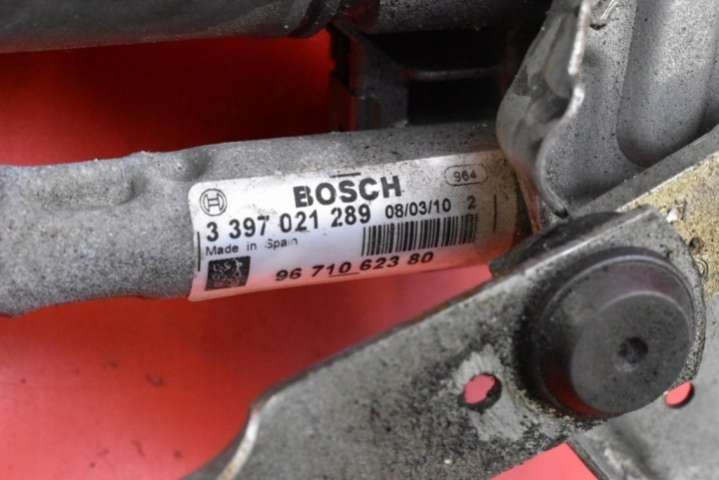 BOSCH 964
3 397 021 289 08/03/10 2
Made in Spain
96 710 623 80